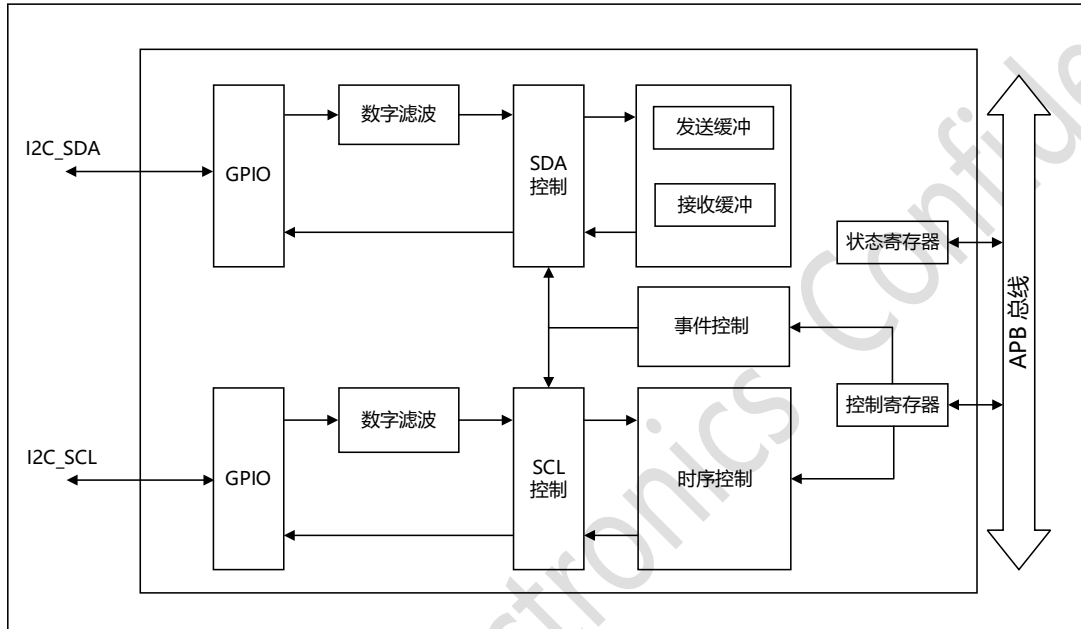 I2C_SDA
GPIO
数字滤波
SDA
控制
发送缓冲
接收缓冲
状态寄存器
事件控制
APB 总线
控制寄存器
I2C_SCL
GPIO
数字滤波
SCL
控制
时序控制